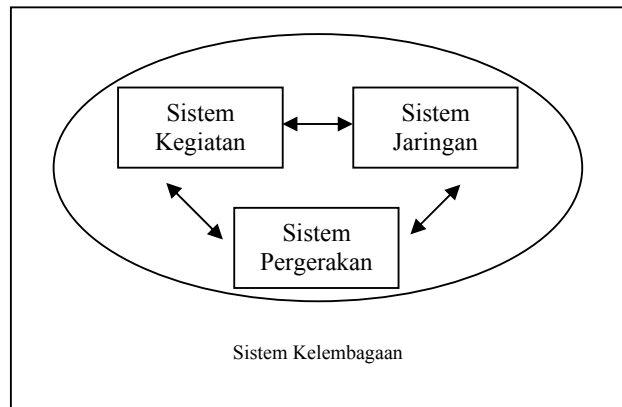 Sistem
Kegiatan
Sistem
Jaringan
Sistem
Pergerakan
Sistem Kelembagaan